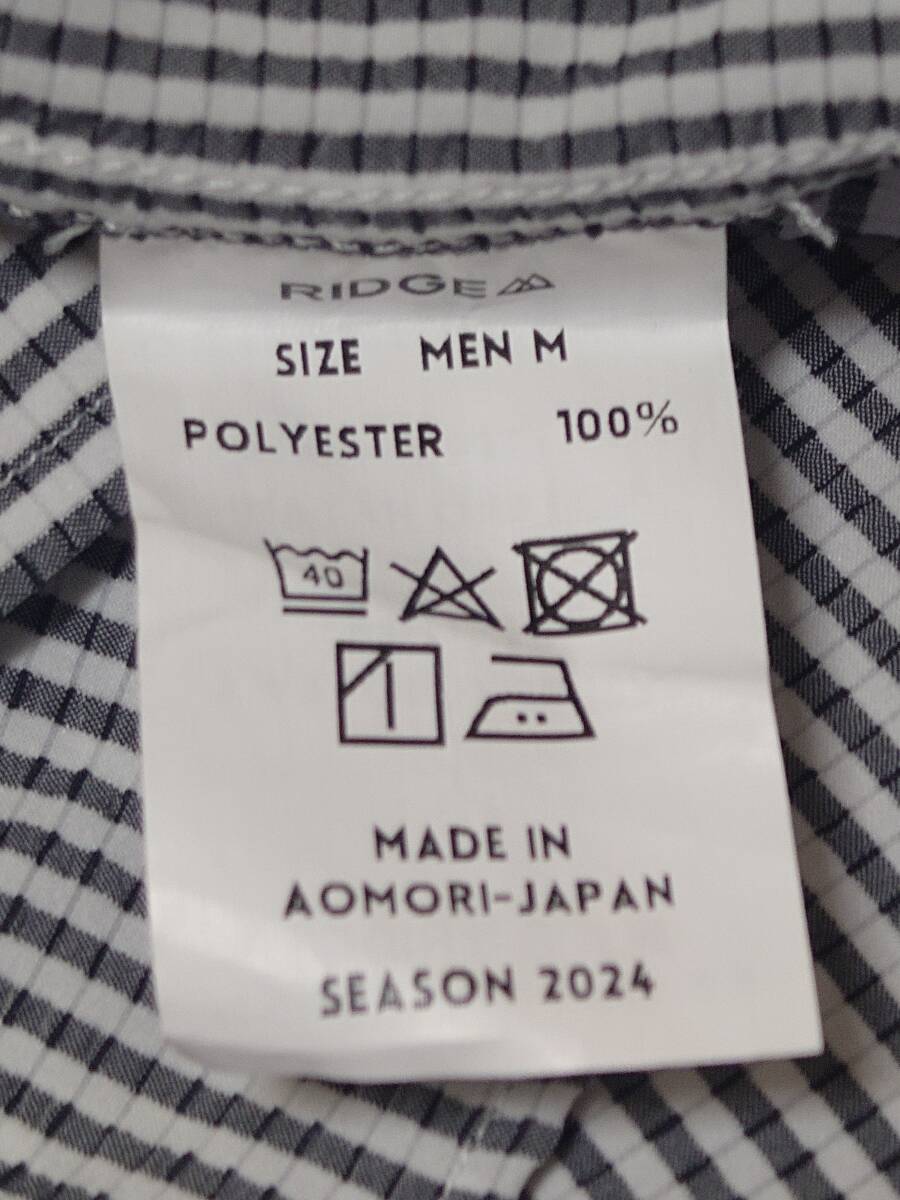 RIDGE
SIZE MEN M
POLYESTER 100%
40
MADE IN
AOMORI-JAPAN
SEASON 2024